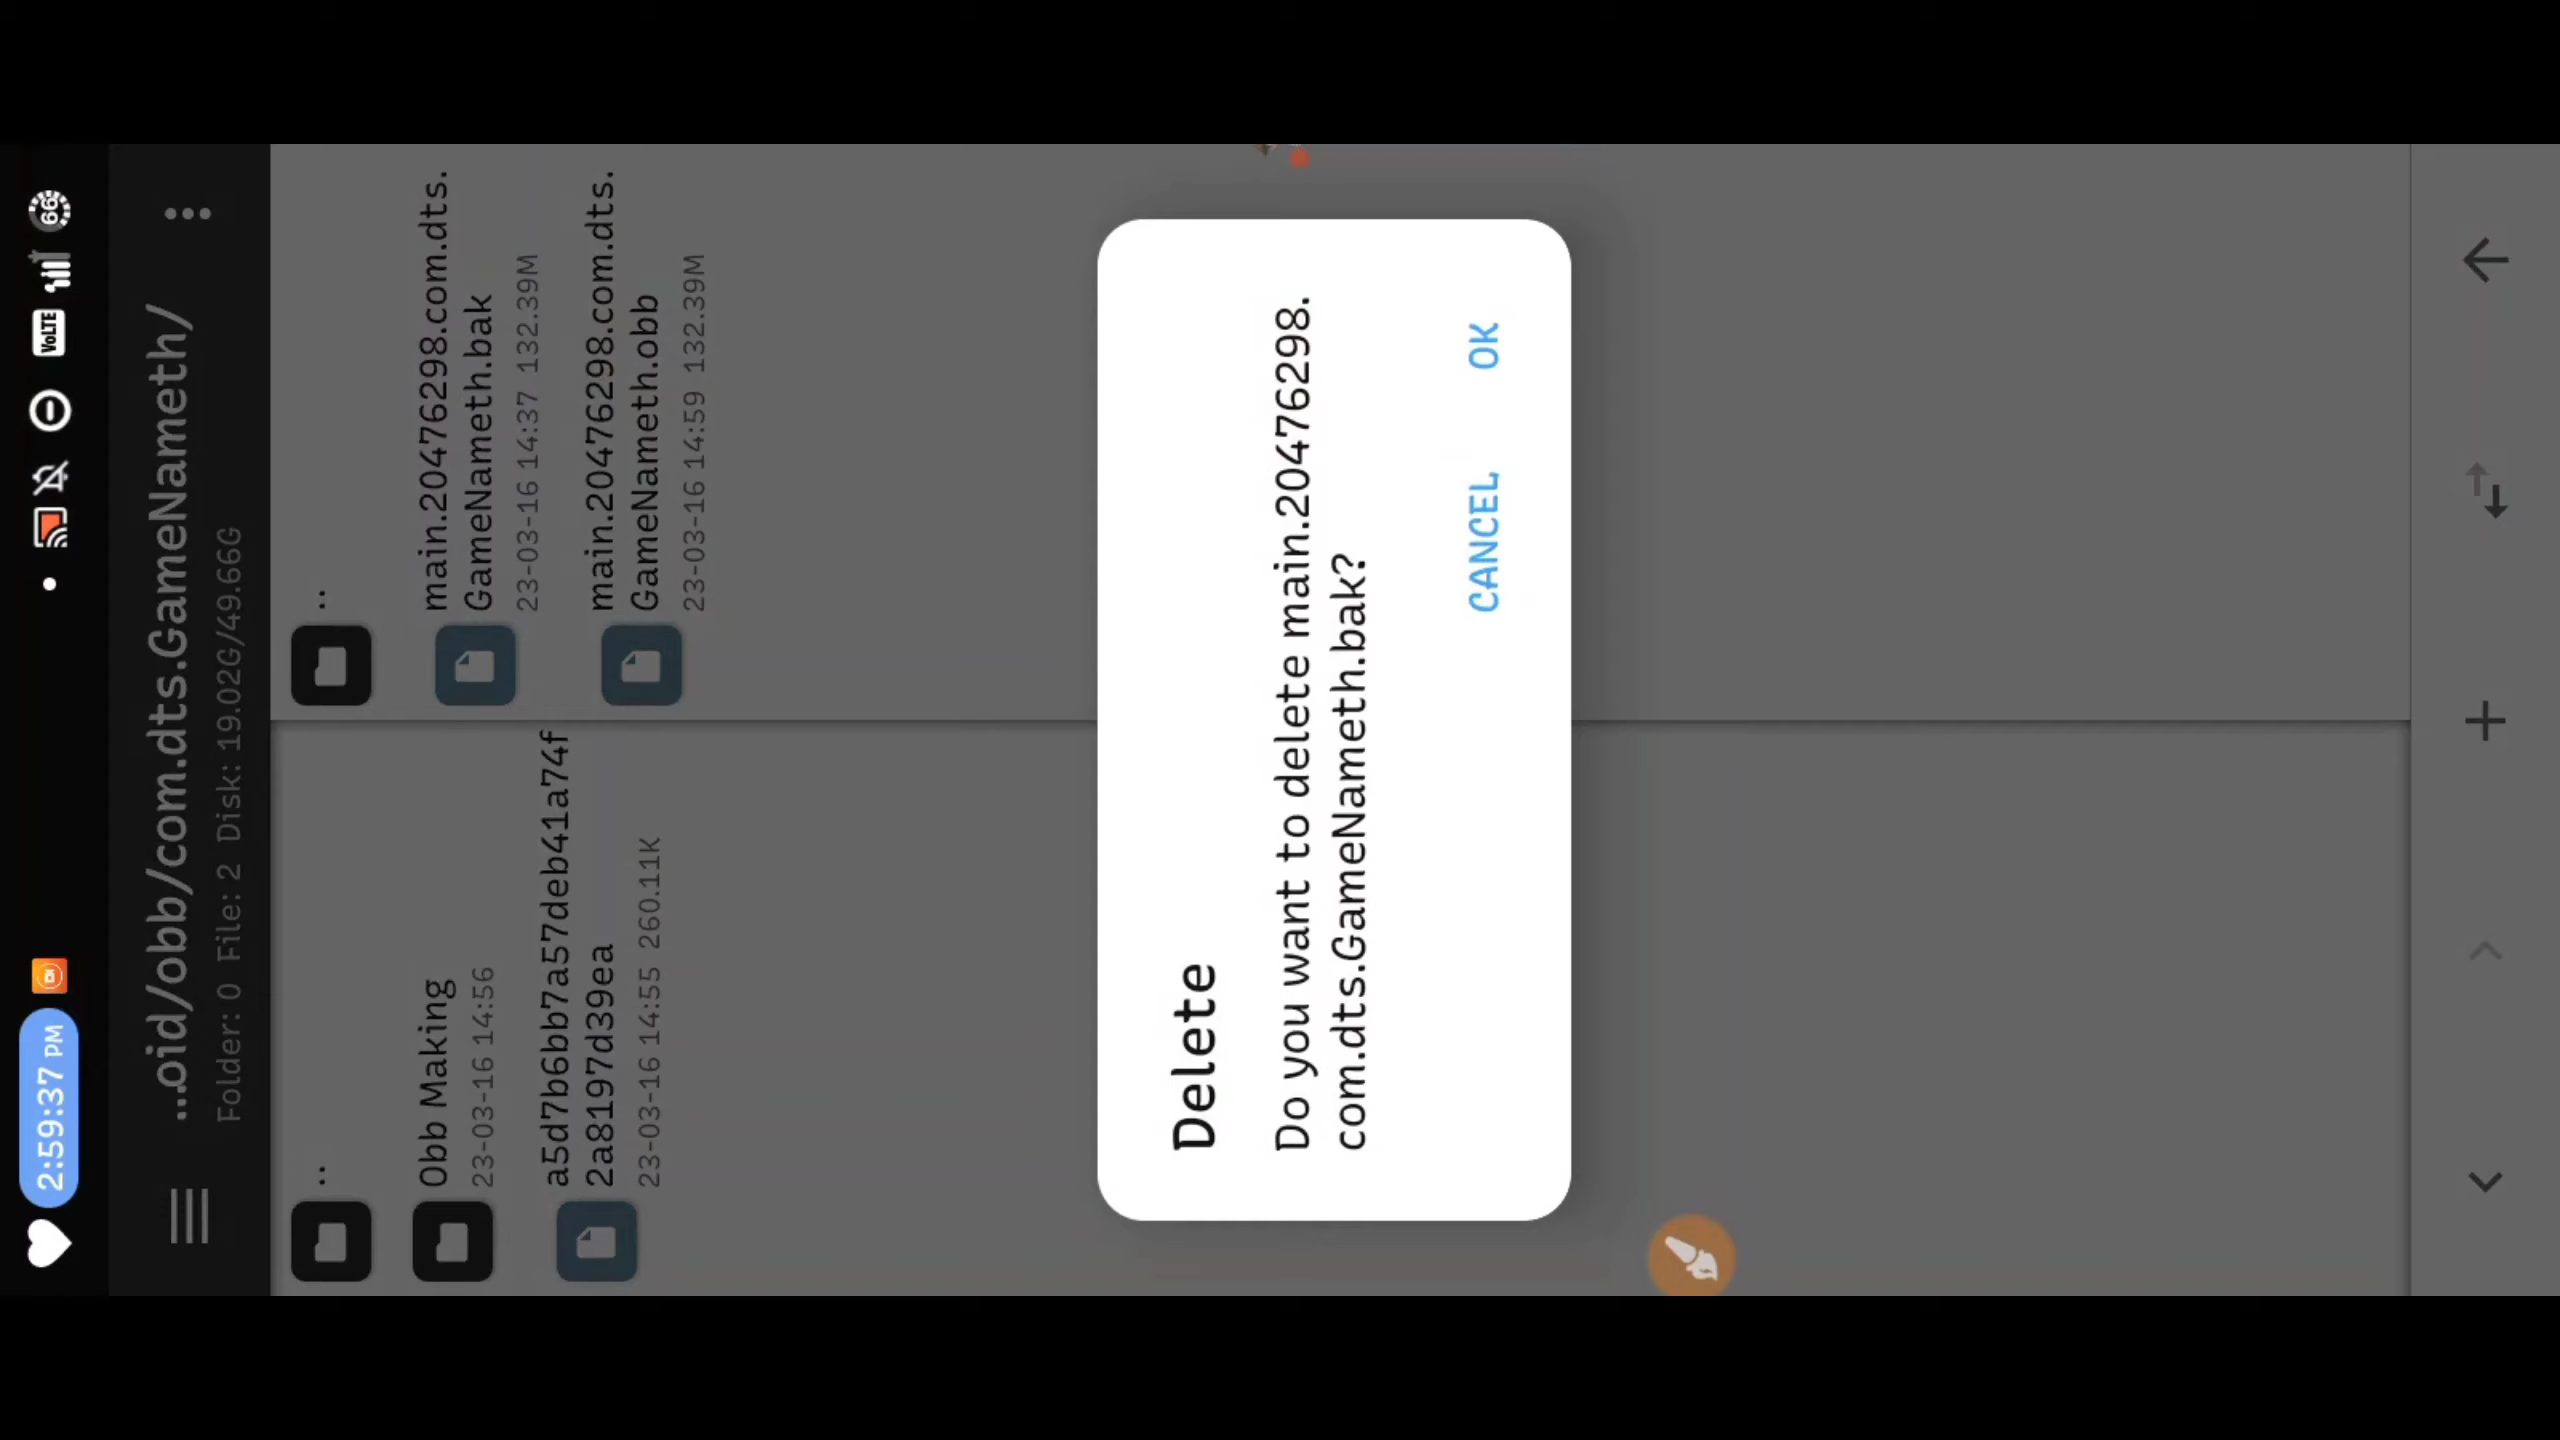 2:59:37 PM
VoLTE
66
...oid/obb/com.dts.GameNameth/
Folder: 0 File: 2 Disk: 19.02G/49.66G
..
Obb Making
23-03-16 14:56
a5d7b6bb7a57deb41a74f
2a8197d39ea
23-03-16 14:55 260.11K
..
main.20476298.com.dts.
GameNameth.bak
23-03-16 14:37 132.39M
main.20476298.com.dts.
GameNameth.obb
23-03-16 14:59 132.39M
Delete
Do you want to delete main.20476298.
com.dts.GameNameth.bak?
CANCEL OK